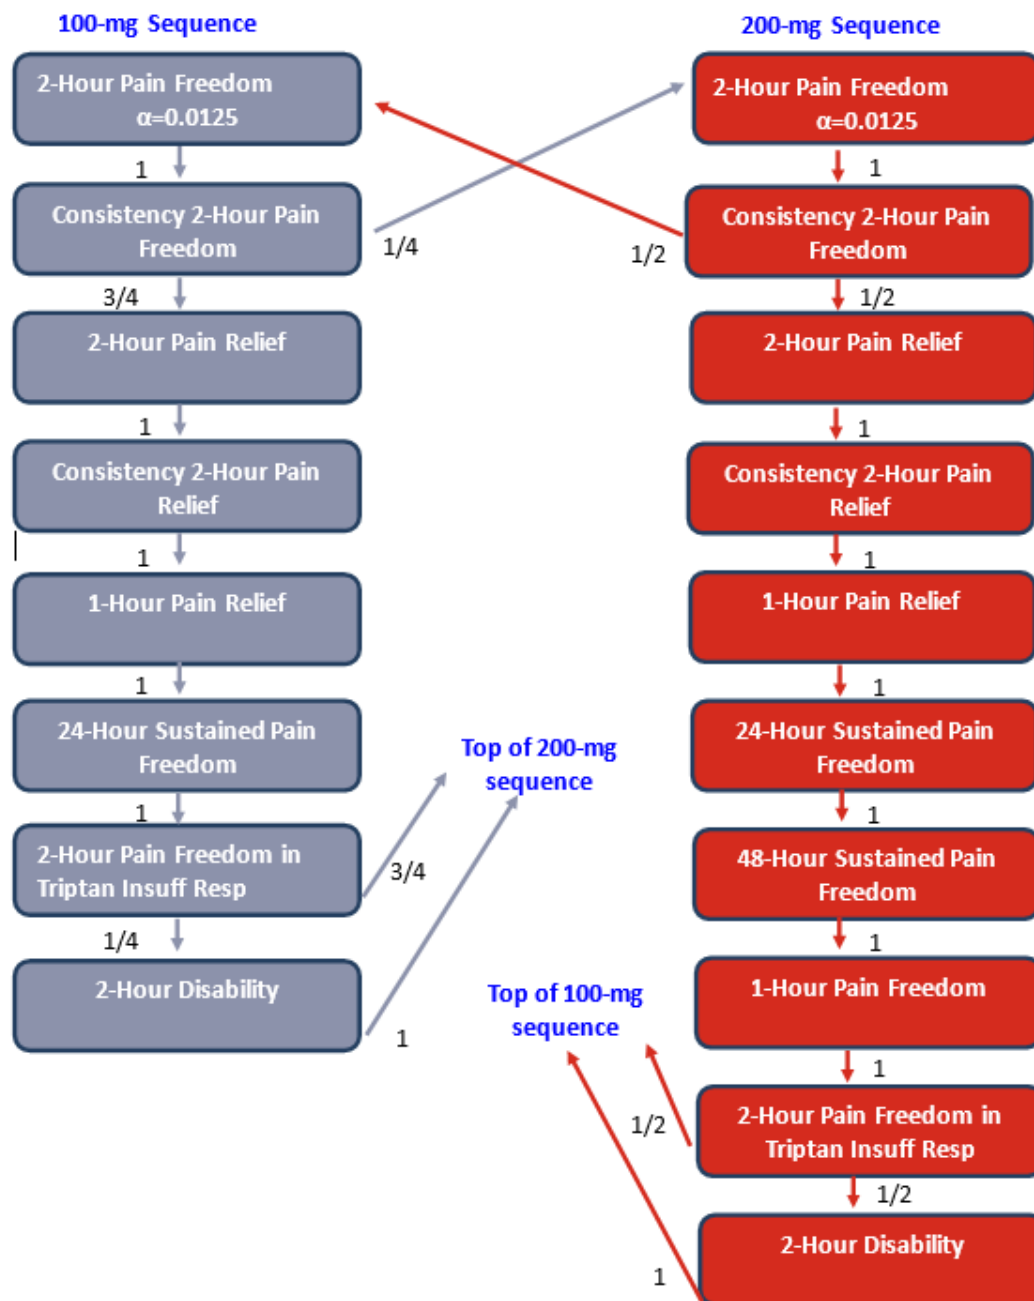 100-mg Sequence
2-Hour Pain Freedom
α=0.0125
1
Consistency 2-Hour Pain
Freedom
1/4
3/4
2-Hour Pain Relief
1
Consistency 2-Hour Pain
Relief
1
1-Hour Pain Relief
1
24-Hour Sustained Pain
Freedom
1
2-Hour Pain Freedom in
Triptan Insuff Resp
3/4
1/4
2-Hour Disability
1
Top of 200-mg
sequence
200-mg Sequence
2-Hour Pain Freedom
α=0.0125
1
Consistency 2-Hour Pain
Freedom
1/2
1/2
2-Hour Pain Relief
1
Consistency 2-Hour Pain
Relief
1
1-Hour Pain Relief
1
24-Hour Sustained Pain
Freedom
1
48-Hour Sustained Pain
Freedom
1
1-Hour Pain Freedom
1
2-Hour Pain Freedom in
Triptan Insuff Resp
1/2
1/2
2-Hour Disability
1
Top of 100-mg
sequence